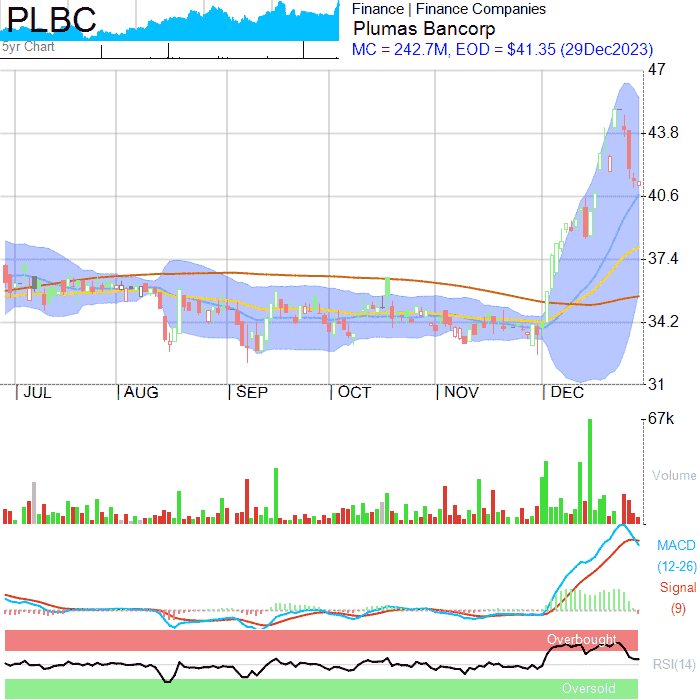 PLBC
5yr Chart
Finance | Finance Companies
Plumas Bancorp
MC = 242.7M, EOD = $41.35 (29Dec2023)
47
43.8
40.6
37.4
34.2
31
JUL AUG SEP OCT NOV DEC
67k
Volume
MACD
(12-26)
Signal
(9)
Overbought
RSI(14)
Oversold